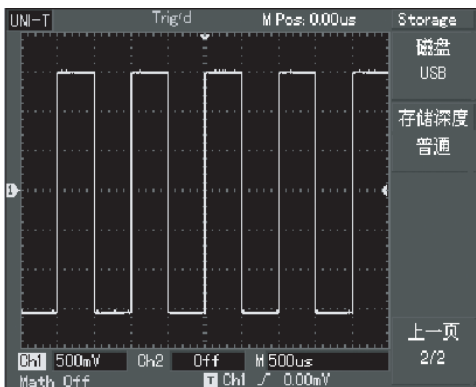 UNI-T Trig'd M Pos: 0.00us Storage
磁盘
USB
存储深度
普通
1
上一页
2/2
Ch1 500mV Ch2 Off M 500us
Math Off T Ch1 0.00mV